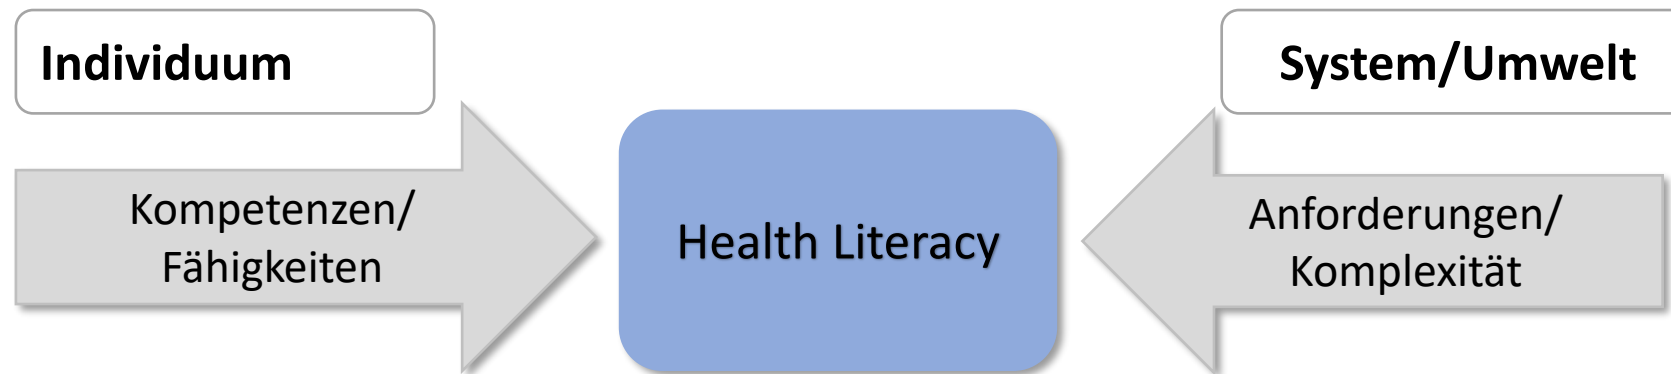 Individuum
System/Umwelt
Kompetenzen/
Fähigkeiten
Health Literacy
Anforderungen/
Komplexität